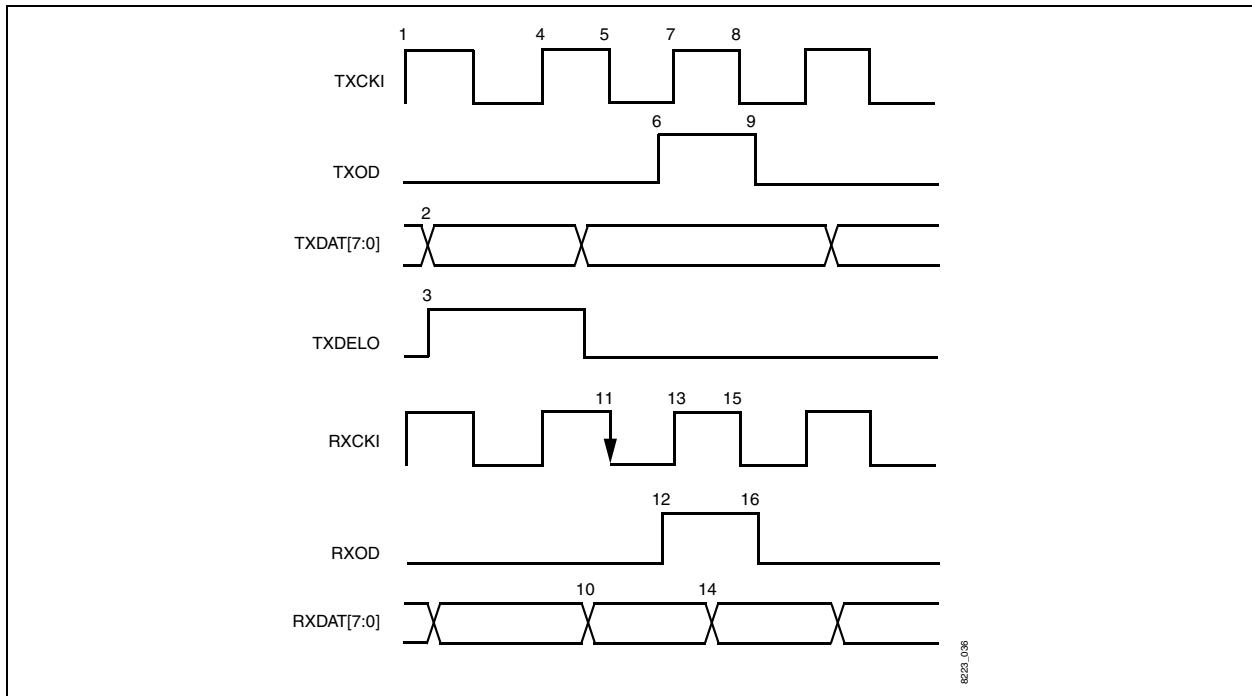 1 4 5 7 8
TXCKI
6 9
TXOD
2
TXDAT[7:0]
3
TXDELO
11 13 15
RXCKI
12 16
RXOD
10 14
RXDAT[7:0]
8223_036